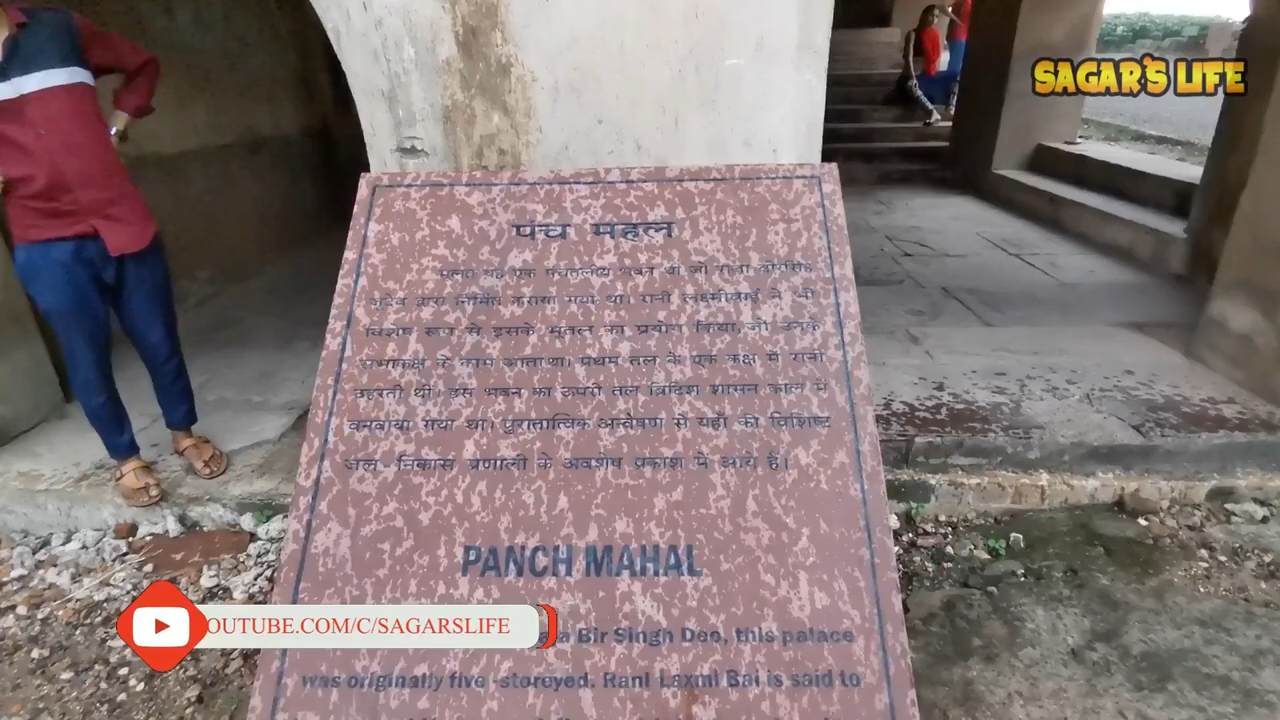 SAGAR'S LIFE
पंच महल
मूलतः यह एक पंचतलीय भवन था जो राजा बीरसिंह
जूदेव द्वारा निर्मित कराया गया था। रानी लक्ष्मीबाई ने भी
विशेष रूप से इसके भूतल का प्रयोग किया, जो उनके
सभाकक्ष के काम आता था। प्रथम तल के एक कक्ष में रानी
ठहरती थी। इस भवन का ऊपरी तल ब्रिटिश शासन काल में
बनवाया गया था। पुरातात्विक अन्वेषण से यहाँ की विशिष्ट
जल-निकास प्रणाली के अवशेष प्रकाश में आये है।
PANCH MAHAL
OUTUBE.COM/C/SAGARSLIFE
Bir Singh Deo, this palace
was originally five-storeyed. Rani Laxmi Bai is said to